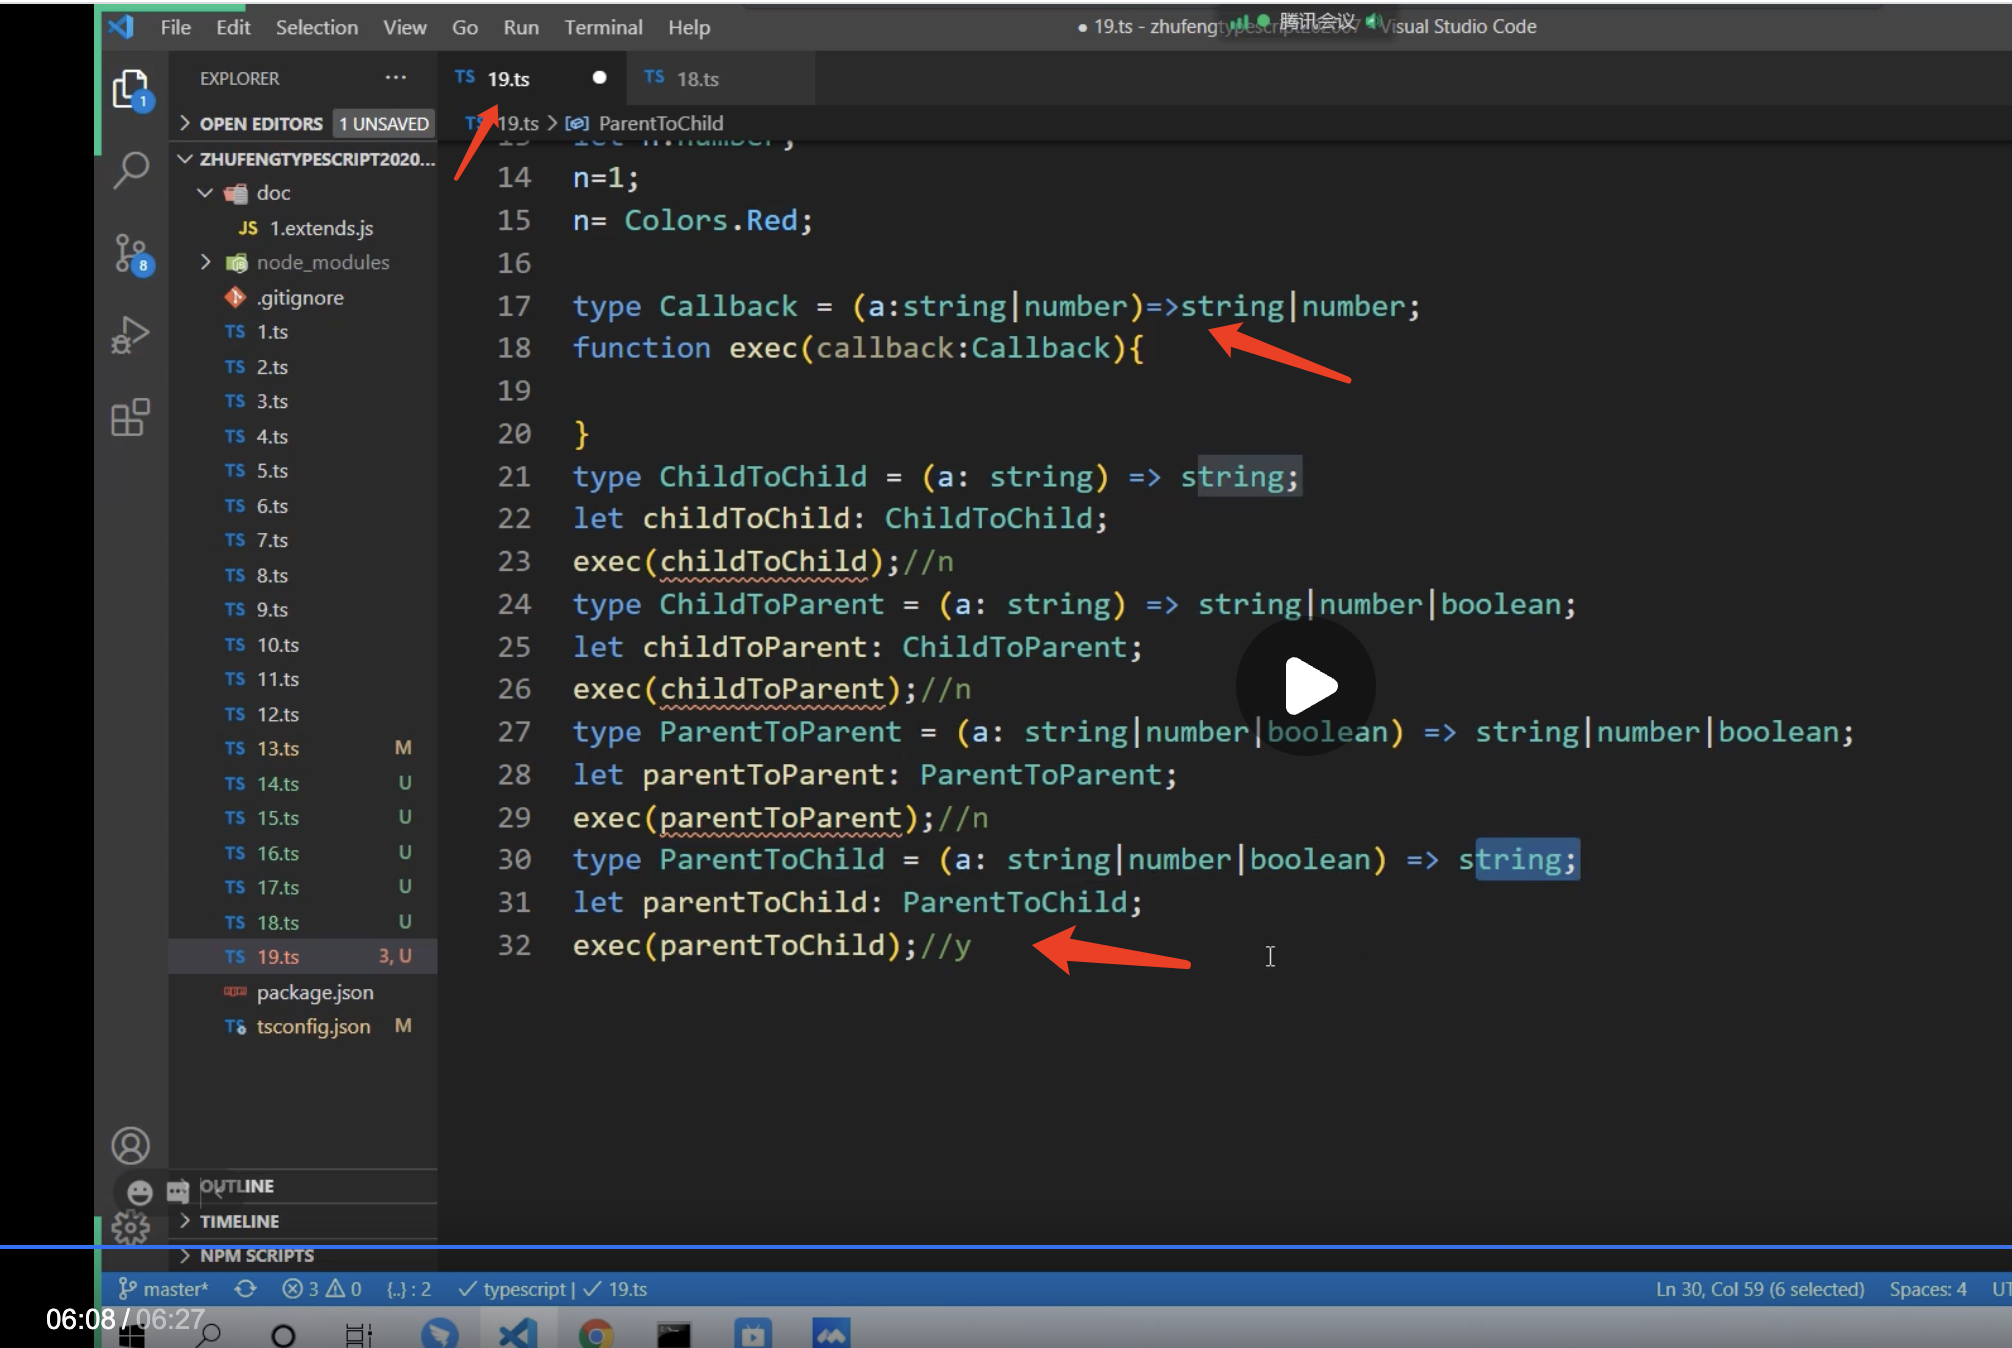 File Edit Selection View Go Run Terminal Help
● 19.ts - zhufengtypescript202007 Visual Studio Code
腾讯会议
EXPLORER ...
TS 19.ts
TS 18.ts
OPEN EDITORS 1 UNSAVED
TS 19.ts > ParentToChild
ZHUFENGTYPESCRIPT2020...
doc
JS 1.extends.js
node_modules
.gitignore
TS 1.ts
TS 2.ts
TS 3.ts
TS 4.ts
TS 5.ts
TS 6.ts
TS 7.ts
TS 8.ts
TS 9.ts
TS 10.ts
TS 11.ts
TS 12.ts
TS 13.ts M
TS 14.ts U
TS 15.ts U
TS 16.ts U
TS 17.ts U
TS 18.ts U
TS 19.ts 3, U
package.json
TS tsconfig.json M
OUTLINE
TIMELINE
NPM SCRIPTS
1
8
13 let n:number;
14 n=1;
15 n= Colors.Red;
16
17 type Callback = (a:string|number)=>string|number;
18 function exec(callback:Callback){
19
20 }
21 type ChildToChild = (a: string) => string;
22 let childToChild: ChildToChild;
23 exec(childToChild);//n
24 type ChildToParent = (a: string) => string|number|boolean;
25 let childToParent: ChildToParent;
26 exec(childToParent);//n
27 type ParentToParent = (a: string|number|boolean) => string|number|boolean;
28 let parentToParent: ParentToParent;
29 exec(parentToParent);//n
30 type ParentToChild = (a: string|number|boolean) => string;
31 let parentToChild: ParentToChild;
32 exec(parentToChild);//y
master* 3 0 {..} : 2 ✓ typescript | ✓ 19.ts
Ln 30, Col 59 (6 selected) Spaces: 4 UT
06:08 / 06:27